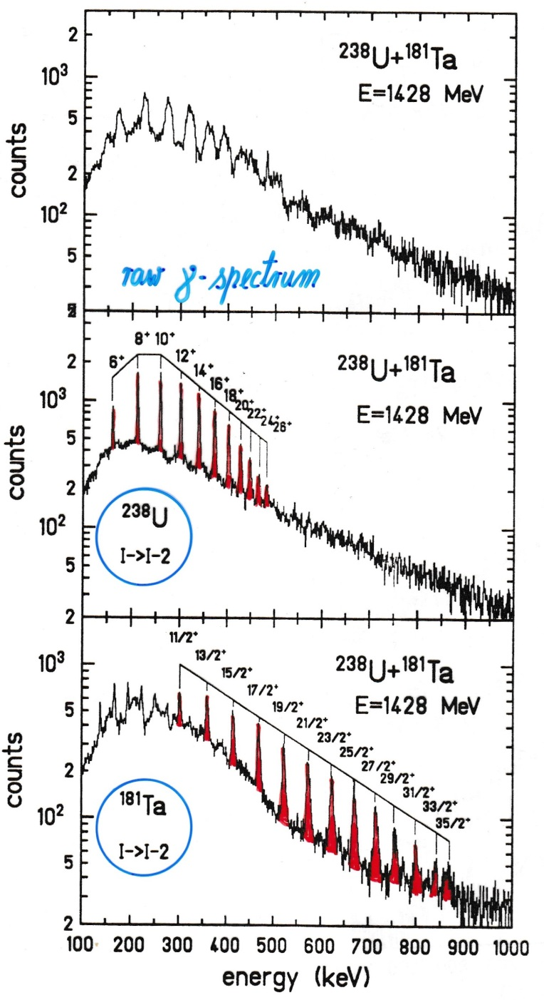 2
10³
5
2
10²
5
2
counts
²³⁸U+¹⁸¹Ta
E=1428 MeV
raw γ-spectrum
2
10³
5
2
10²
5
2
counts
6⁺ 8⁺ 10⁺ 12⁺ 14⁺ 16⁺ 18⁺ 20⁺ 22⁺ 24⁺ 26⁺
²³⁸U+¹⁸¹Ta
E=1428 MeV
²³⁸U
I->I-2
10³
5
2
10²
5
2
counts
11/2⁺ 13/2⁺ 15/2⁺ 17/2⁺ 19/2⁺ 21/2⁺ 23/2⁺ 25/2⁺ 27/2⁺ 29/2⁺ 31/2⁺ 33/2⁺ 35/2⁺
²³⁸U+¹⁸¹Ta
E=1428 MeV
¹⁸¹Ta
I->I-2
100 200 300 400 500 600 700 800 900 1000
energy (keV)